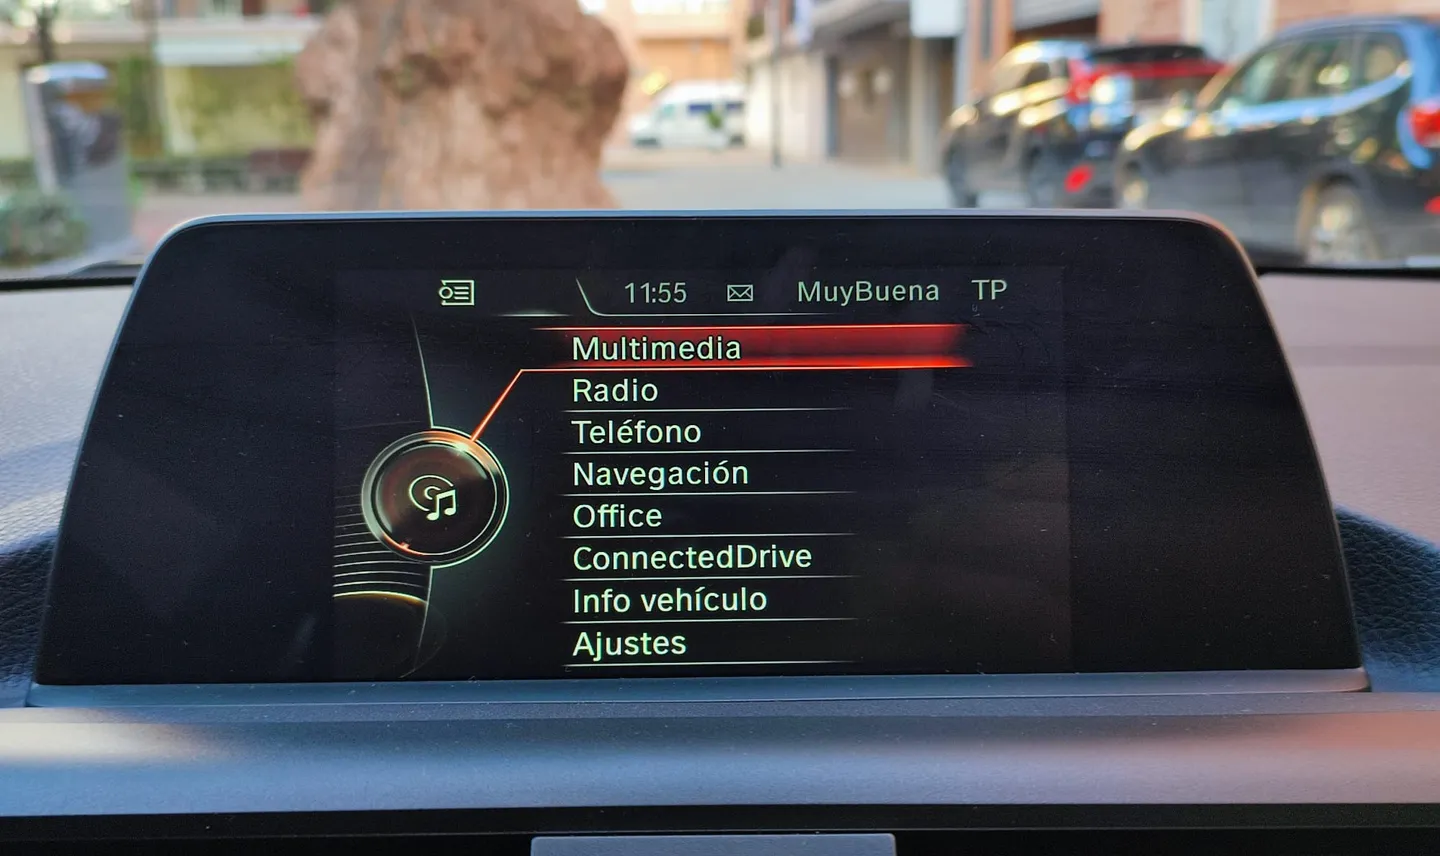 11:55 MuyBuena TP
Multimedia
Radio
Teléfono
Navegación
Office
ConnectedDrive
Info vehículo
Ajustes